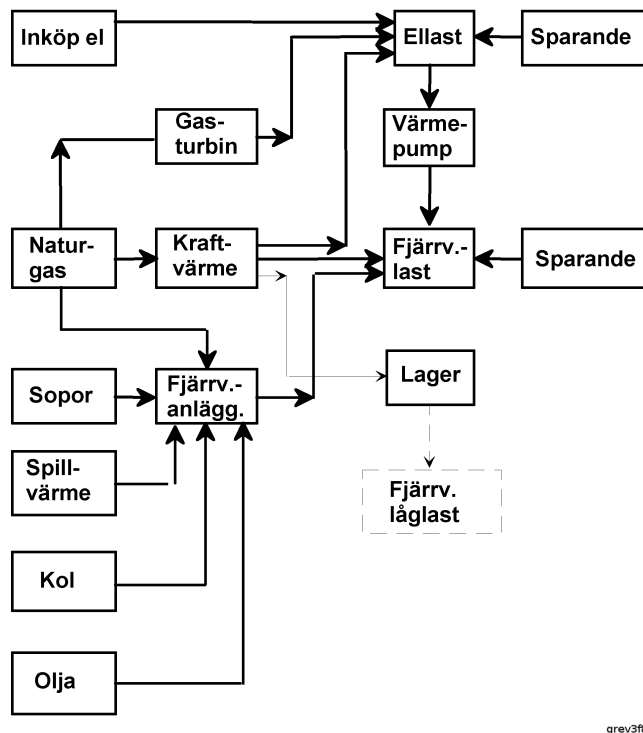 Inköp el
Ellast
Sparande
Gas-
turbin
Värme-
pump
Natur-
gas
Kraft-
värme
Fjärrv.-
last
Sparande
Sopor
Fjärrv.-
anlägg.
Lager
Spill-
värme
Fjärrv.
låglast
Kol
Olja